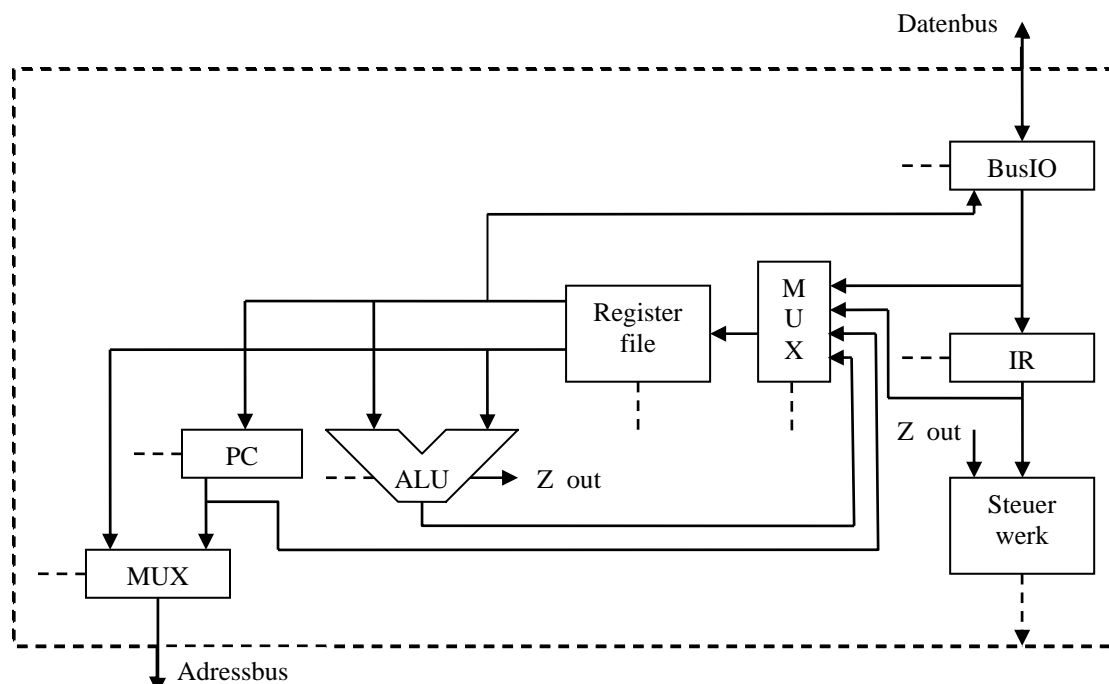 Datenbus
BusIO
M
U
X
Register
file
IR
Z out
PC
ALU
Z out
Steuer
werk
MUX
Adressbus